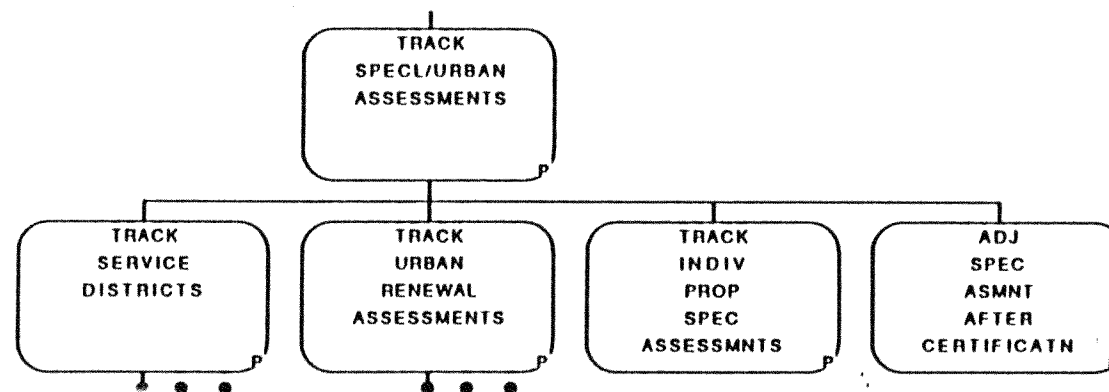 TRACK
SPECL/URBAN
ASSESSMENTS
P
TRACK
SERVICE
DISTRICTS
P
TRACK
URBAN
RENEWAL
ASSESSMENTS
P
TRACK
INDIV
PROP
SPEC
ASSESSMNTS
P
ADJ
SPEC
ASMNT
AFTER
CERTIFICATN